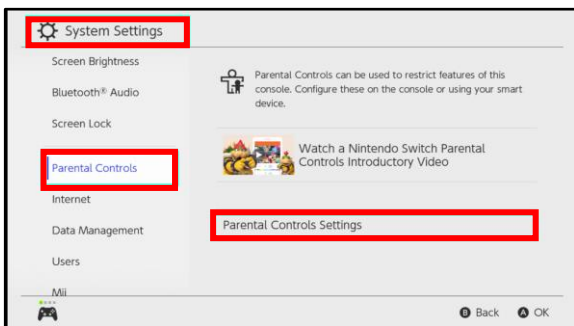 System Settings
Screen Brightness
Bluetooth® Audio
Screen Lock
Parental Controls
Internet
Data Management
Users
Mii
Parental Controls can be used to restrict features of this
console. Configure these on the console or using your smart
device.
Watch a Nintendo Switch Parental
Controls Introductory Video
Parental Controls Settings
B Back A OK